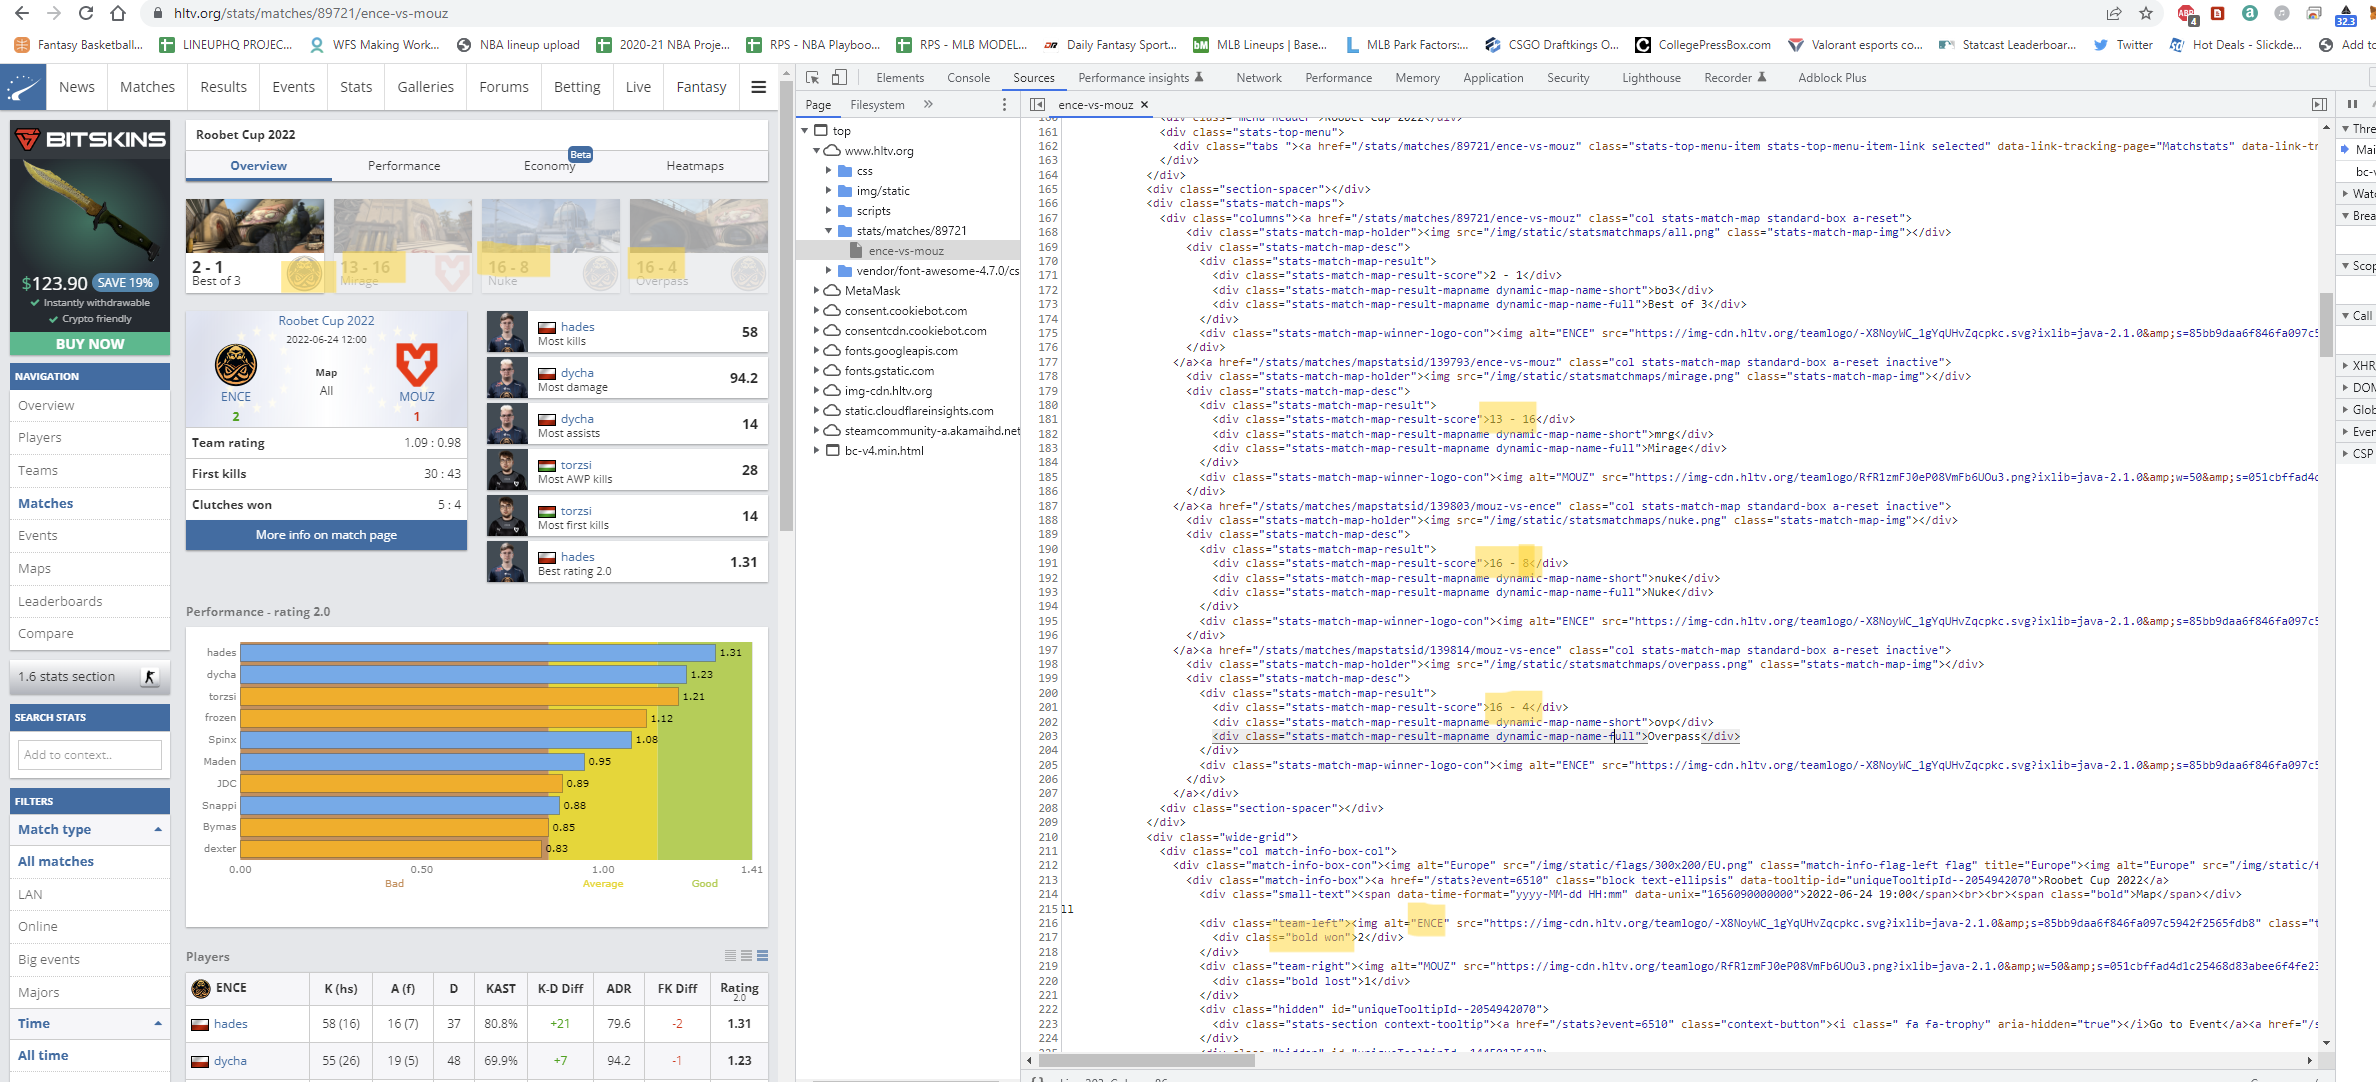 hltv.org/stats/matches/89721/ence-vs-mouz
Fantasy Basketball... LINEUPHQ PROJEC... WFS Making Work... NBA lineup upload 2020-21 NBA Proje... RPS - NBA Playboo... RPS - MLB MODEL... Daily Fantasy Sport... MLB Lineups | Base... MLB Park Factors:... CSGO Draftkings O... CollegePressBox.com Valorant esports co... Statcast Leaderboar... Twitter Hot Deals - Slickde... Add to
News Matches Results Events Stats Galleries Forums Betting Live Fantasy
BITSKINS
$123.90 SAVE 19%
Instantly withdrawable
Crypto friendly
BUY NOW
NAVIGATION
Overview
Players
Teams
Matches
Events
Maps
Leaderboards
Compare
1.6 stats section
SEARCH STATS
Add to context..
FILTERS
Match type
All matches
LAN
Online
Big events
Majors
Time
All time
Roobet Cup 2022
Overview Performance Economy Beta Heatmaps
2 - 1
Best of 3
13 - 16
Mirage
16 - 8
Nuke
16 - 4
Overpass
Roobet Cup 2022
2022-06-24 12:00
Map
All
ENCE
2
MOUZ
1
Team rating 1.09 : 0.98
First kills 30 : 43
Clutches won 5 : 4
More info on match page
hades 58
Most kills
dycha 94.2
Most damage
dycha 14
Most assists
torzsi 28
Most AWP kills
torzsi 14
Most first kills
hades 1.31
Best rating 2.0
Performance - rating 2.0
hades 1.31
dycha 1.23
torzsi 1.21
frozen 1.12
Spinx 1.08
Maden 0.95
JDC 0.89
Snappi 0.88
Bymas 0.85
dexter 0.83
0.00 0.50 1.00 1.41
Bad Average Good
Players
ENCE K (hs) A (f) D KAST K-D Diff ADR FK Diff Rating 2.0
hades 58 (16) 16 (7) 37 80.8% +21 79.6 -2 1.31
dycha 55 (26) 19 (5) 48 69.9% +7 94.2 -1 1.23
Elements Console Sources Performance insights Network Performance Memory Application Security Lighthouse Recorder Adblock Plus
Page Filesystem »
top
www.hltv.org
css
img/static
scripts
stats/matches/89721
ence-vs-mouz
vendor/font-awesome-4.7.0/cs
MetaMask
consent.cookiebot.com
consentcdn.cookiebot.com
fonts.googleapis.com
fonts.gstatic.com
img-cdn.hltv.org
static.cloudflareinsights.com
steamcommunity-a.akamaihd.net
bc-v4.min.html
ence-vs-mouz ×
161 <div class="stats-top-menu">
162 <div class="tabs "><a href="/stats/matches/89721/ence-vs-mouz" class="stats-top-menu-item stats-top-menu-item-link selected" data-link-tracking-page="Matchstats" data-link-tr
163 </div>
164 </div>
165 <div class="section-spacer"></div>
166 <div class="stats-match-maps">
167 <div class="columns"><a href="/stats/matches/89721/ence-vs-mouz" class="col stats-match-map standard-box a-reset">
168 <div class="stats-match-map-holder"><img src="/img/static/statsmatchmaps/all.png" class="stats-match-map-img"></div>
169 <div class="stats-match-map-desc">
170 <div class="stats-match-map-result">
171 <div class="stats-match-map-result-score">2 - 1</div>
172 <div class="stats-match-map-result-mapname dynamic-map-name-short">bo3</div>
173 <div class="stats-match-map-result-mapname dynamic-map-name-full">Best of 3</div>
174 </div>
175 <div class="stats-match-map-winner-logo-con"><img alt="ENCE" src="https://img-cdn.hltv.org/teamlogo/-X8NoyWC_1gYqUHvZqcpkc.svg?ixlib=java-2.1.0&amp;s=85bb9daa6f846fa097c5
176 </div>
177 </a><a href="/stats/matches/mapstatsid/139793/ence-vs-mouz" class="col stats-match-map standard-box a-reset inactive">
178 <div class="stats-match-map-holder"><img src="/img/static/statsmatchmaps/mirage.png" class="stats-match-map-img"></div>
179 <div class="stats-match-map-desc">
180 <div class="stats-match-map-result">
181 <div class="stats-match-map-result-score">13 - 16</div>
182 <div class="stats-match-map-result-mapname dynamic-map-name-short">mrg</div>
183 <div class="stats-match-map-result-mapname dynamic-map-name-full">Mirage</div>
184 </div>
185 <div class="stats-match-map-winner-logo-con"><img alt="MOUZ" src="https://img-cdn.hltv.org/teamlogo/RfR1zmFJ0eP08VmFb6UOu3.png?ixlib=java-2.1.0&amp;w=50&amp;s=051cbffad4d
186 </div>
187 </a><a href="/stats/matches/mapstatsid/139803/mouz-vs-ence" class="col stats-match-map standard-box a-reset inactive">
188 <div class="stats-match-map-holder"><img src="/img/static/statsmatchmaps/nuke.png" class="stats-match-map-img"></div>
189 <div class="stats-match-map-desc">
190 <div class="stats-match-map-result">
191 <div class="stats-match-map-result-score">16 - 8</div>
192 <div class="stats-match-map-result-mapname dynamic-map-name-short">nuke</div>
193 <div class="stats-match-map-result-mapname dynamic-map-name-full">Nuke</div>
194 </div>
195 <div class="stats-match-map-winner-logo-con"><img alt="ENCE" src="https://img-cdn.hltv.org/teamlogo/-X8NoyWC_1gYqUHvZqcpkc.svg?ixlib=java-2.1.0&amp;s=85bb9daa6f846fa097c5
196 </div>
197 </a><a href="/stats/matches/mapstatsid/139814/mouz-vs-ence" class="col stats-match-map standard-box a-reset inactive">
198 <div class="stats-match-map-holder"><img src="/img/static/statsmatchmaps/overpass.png" class="stats-match-map-img"></div>
199 <div class="stats-match-map-desc">
200 <div class="stats-match-map-result">
201 <div class="stats-match-map-result-score">16 - 4</div>
202 <div class="stats-match-map-result-mapname dynamic-map-name-short">ovp</div>
203 <div class="stats-match-map-result-mapname dynamic-map-name-full">Overpass</div>
204 </div>
205 <div class="stats-match-map-winner-logo-con"><img alt="ENCE" src="https://img-cdn.hltv.org/teamlogo/-X8NoyWC_1gYqUHvZqcpkc.svg?ixlib=java-2.1.0&amp;s=85bb9daa6f846fa097c5
206 </div>
207 </a></div>
208 <div class="section-spacer"></div>
209 </div>
210 <div class="wide-grid">
211 <div class="col match-info-box-col">
212 <div class="match-info-box-con"><img alt="Europe" src="/img/static/flags/300x200/EU.png" class="match-info-flag-left flag" title="Europe"><img alt="Europe" src="/img/static/f
213 <div class="match-info-box"><a href="/stats?event=6510" class="block text-ellipsis" data-tooltip-id="uniqueTooltipId--2054942070">Roobet Cup 2022</a>
214 <div class="small-text"><span data-time-format="yyyy-MM-dd HH:mm" data-unix="1656090000000">2022-06-24 19:00</span><br><br><span class="bold">Map</span></div>
215 ll
216 <div class="team-left"><img alt="ENCE" src="https://img-cdn.hltv.org/teamlogo/-X8NoyWC_1gYqUHvZqcpkc.svg?ixlib=java-2.1.0&amp;s=85bb9daa6f846fa097c5942f2565fdb8" class="t
217 <div class="bold won">2</div>
218 </div>
219 <div class="team-right"><img alt="MOUZ" src="https://img-cdn.hltv.org/teamlogo/RfR1zmFJ0eP08VmFb6UOu3.png?ixlib=java-2.1.0&amp;w=50&amp;s=051cbffad4d1c25468d83abee6f4fe23
220 <div class="bold lost">1</div>
221 </div>
222 <div class="hidden" id="uniqueTooltipId--2054942070">
223 <div class="stats-section context-tooltip"><a href="/stats?event=6510" class="context-button"><i class=" fa fa-trophy" aria-hidden="true"></i>Go to Event</a><a href="/s
224 </div>
Thre
Mai
bc-v
Watc
Brea
Scop
Call
XHR
DOM
Glob
Even
CSP